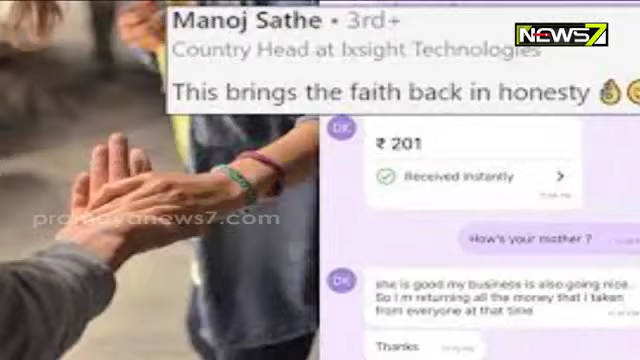 Manoj Sathe • 3rd+
NEWS7
Country Head at Ixsight Technologies
This brings the faith back in honesty
DK
₹ 201
Received Instantly
How's your mother ?
DK
she is good my business is also going nice..
So I m returning all the money that I taken
from everyone at that time
Thanks